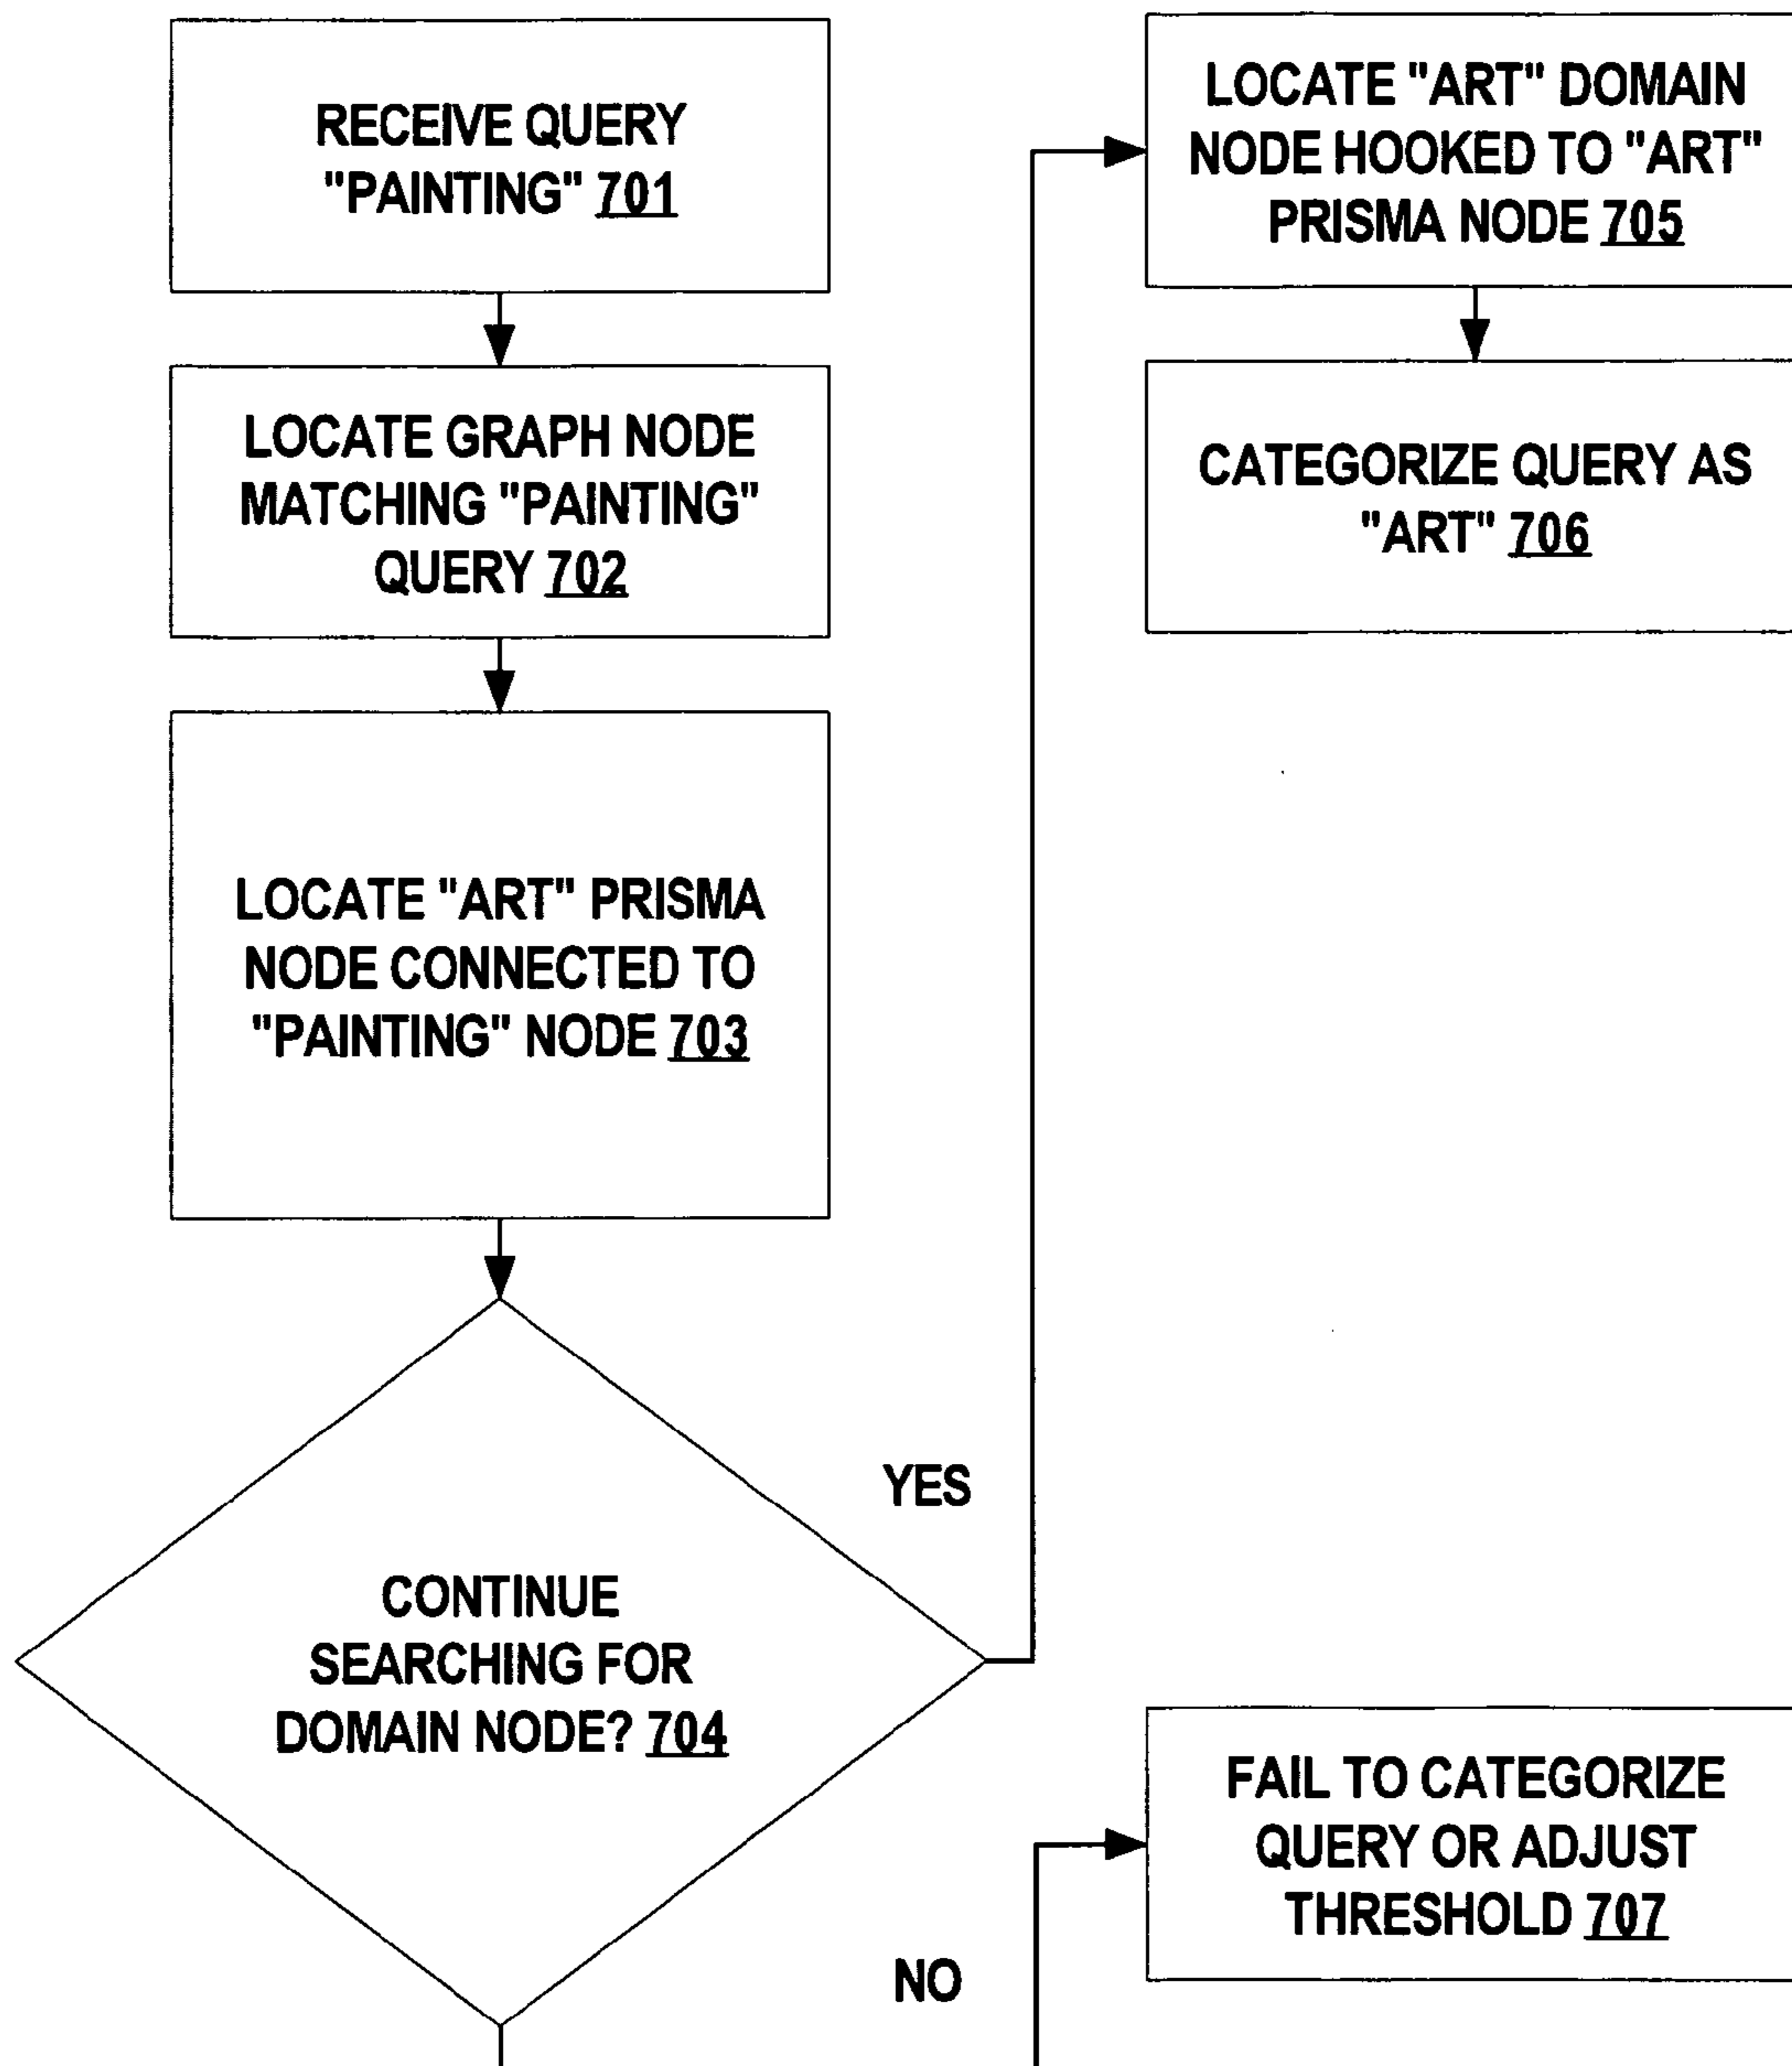 RECEIVE QUERY
"PAINTING" 701
LOCATE GRAPH NODE
MATCHING "PAINTING"
QUERY 702
LOCATE "ART" PRISMA
NODE CONNECTED TO
"PAINTING" NODE 703
CONTINUE
SEARCHING FOR
DOMAIN NODE? 704
YES
NO
LOCATE "ART" DOMAIN
NODE HOOKED TO "ART"
PRISMA NODE 705
CATEGORIZE QUERY AS
"ART" 706
FAIL TO CATEGORIZE
QUERY OR ADJUST
THRESHOLD 707